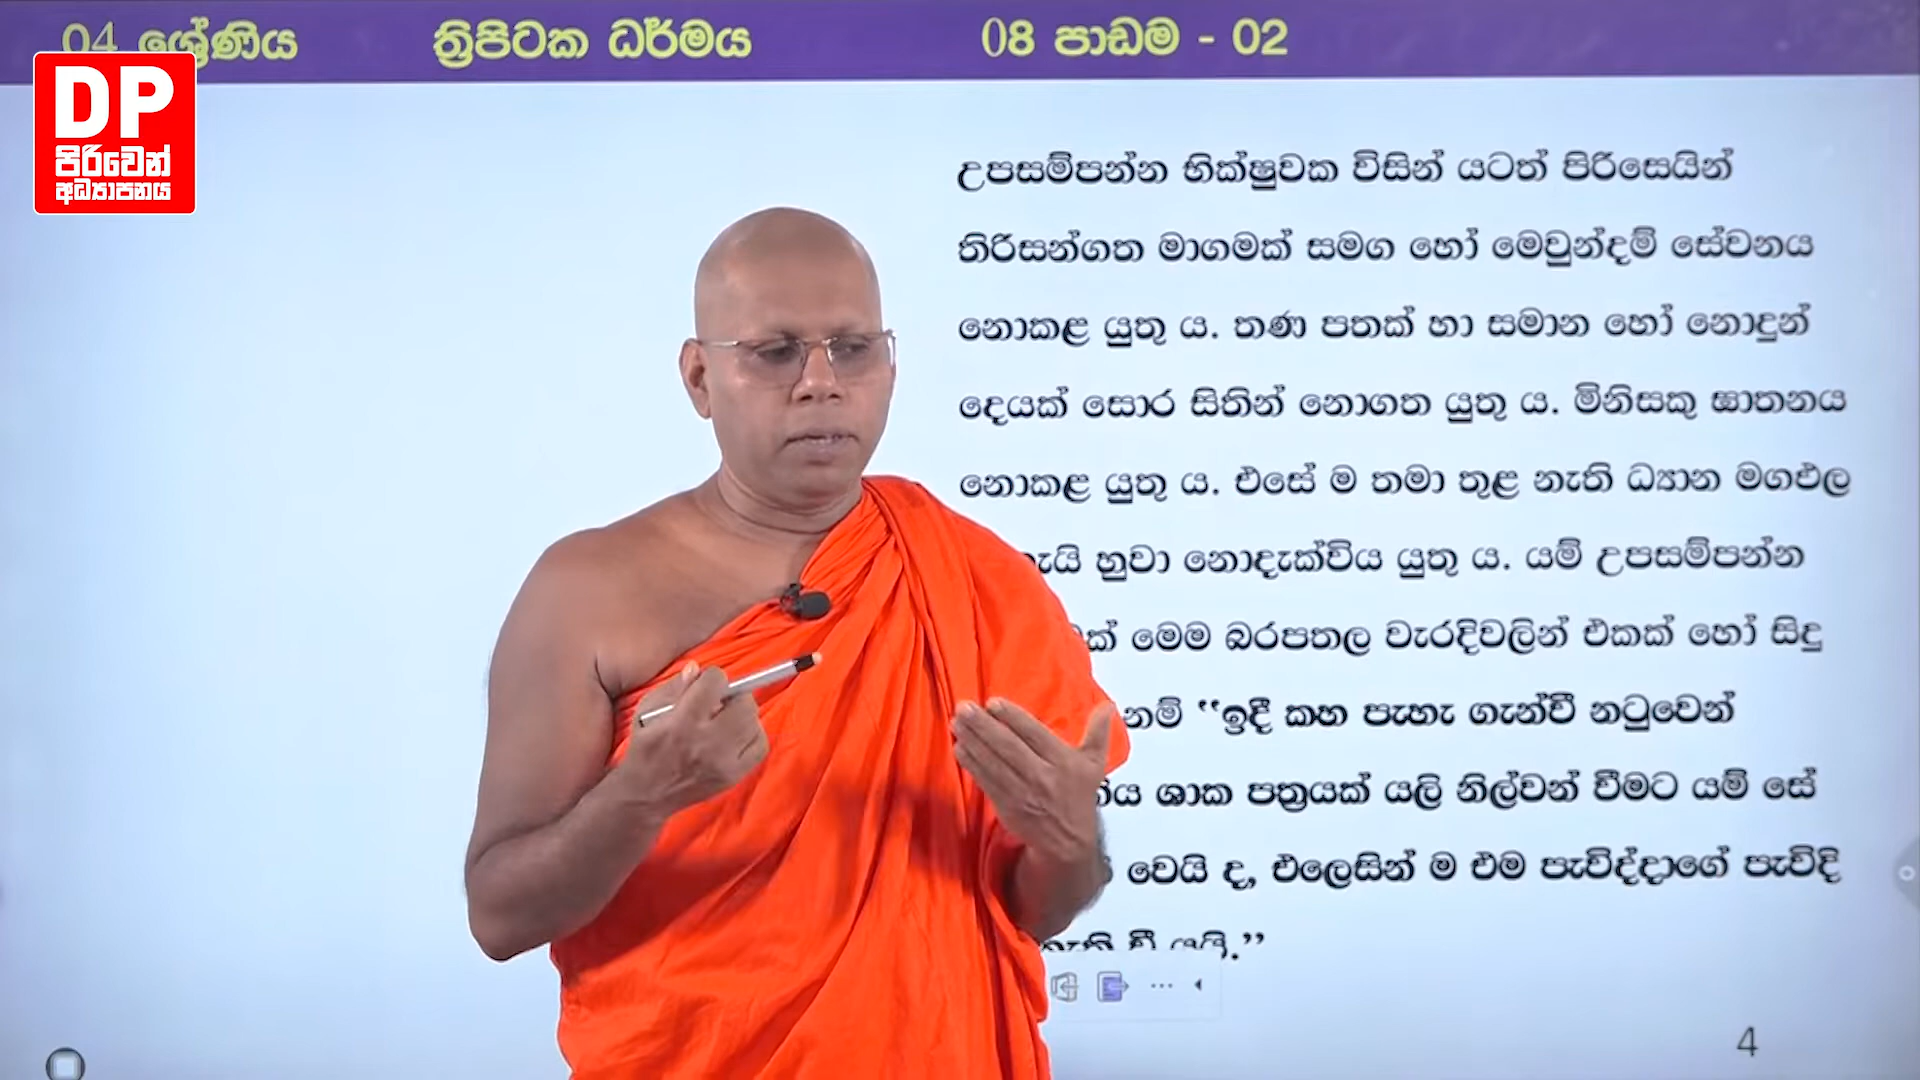 04 ශ්‍රේණිය ත්‍රිපිටක ධර්මය 08 පාඩම - 02
DP
පිරිවෙන්
අධ්‍යාපනය
උපසම්පන්න භික්ෂුවක විසින් යටත් පිරිසෙයින්
තිරිසන්ගත මාගමක් සමග හෝ මෙවුන්දම් සේවනය
නොකළ යුතු ය. තණ පතක් හා සමාන හෝ නොදුන්
දෙයක් සොර සිතින් නොගත යුතු ය. මිනිසකු ඝාතනය
නොකළ යුතු ය. එසේ ම තමා තුළ නැති ධ්‍යාන මගඵල
හුවා නොදැක්විය යුතු ය. යම් උපසම්පන්න
මෙම බරපතල වැරදිවලින් එකක් හෝ සිදු
නම් “ඉදී කහ පැහැ ගැන්වී නටුවෙන්
ශාක පත්‍රයක් යලි නිල්වන් වීමට යම් සේ
වෙයි ද, එලෙසින් ම එම පැවිද්දාගේ පැවිදි
4